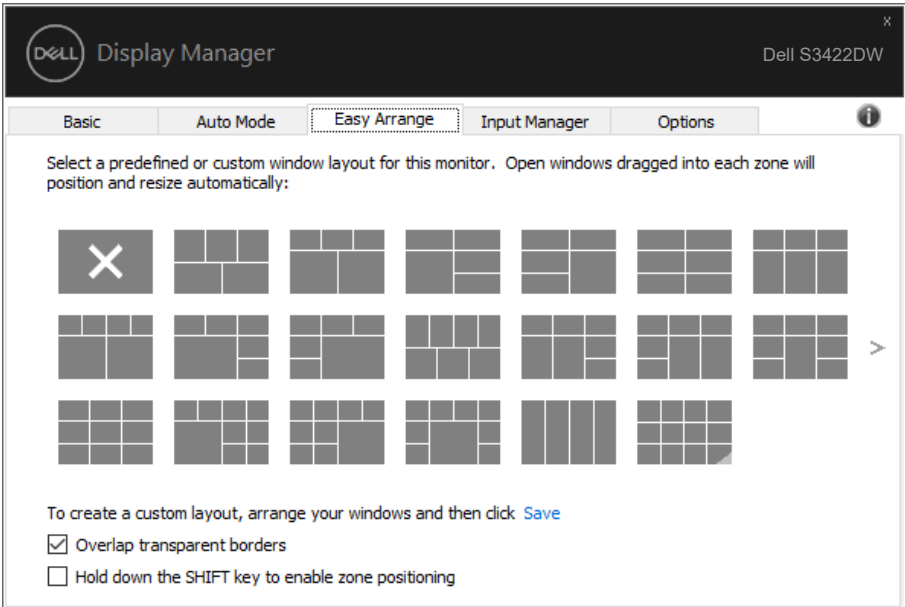 x
DELL Display Manager
Dell S3422DW
Basic Auto Mode Easy Arrange Input Manager Options
Select a predefined or custom window layout for this monitor. Open windows dragged into each zone will
position and resize automatically:
>
To create a custom layout, arrange your windows and then click Save
Overlap transparent borders
Hold down the SHIFT key to enable zone positioning